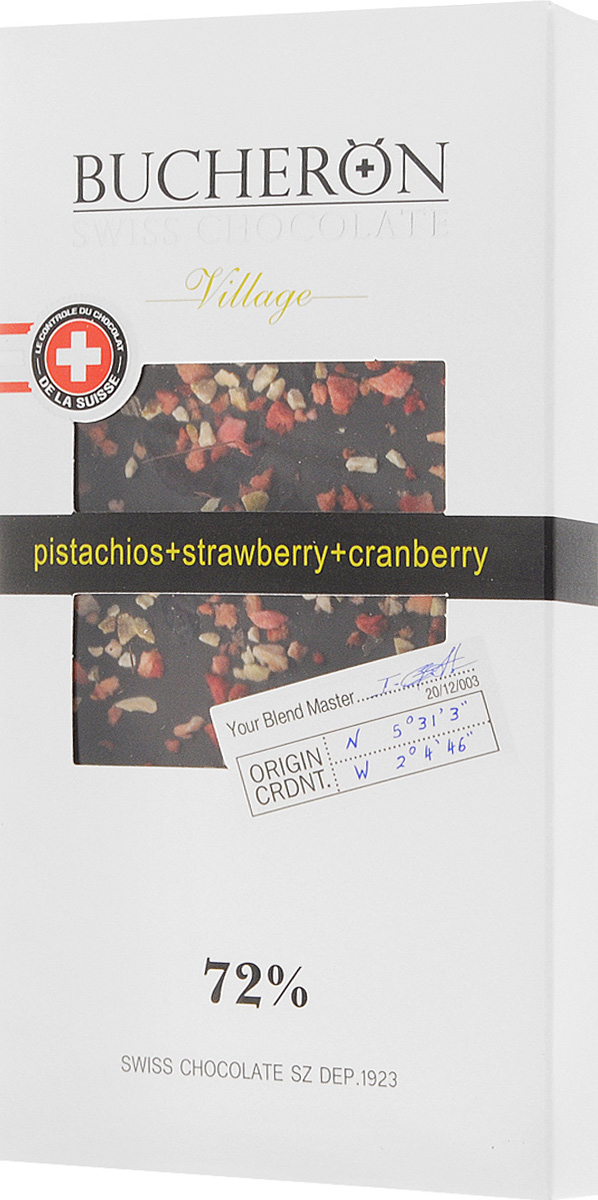 BUCHERON
SWISS CHOCOLATE
Village
LE CONTROLE DU CHOCOLAT
DE LA SUISSE
pistachios+strawberry+cranberry
Your Blend Master
20/12/003
ORIGIN CRDNT.
N 5°31'3"
W 2°4'46"
72%
SWISS CHOCOLATE SZ DEP.1923